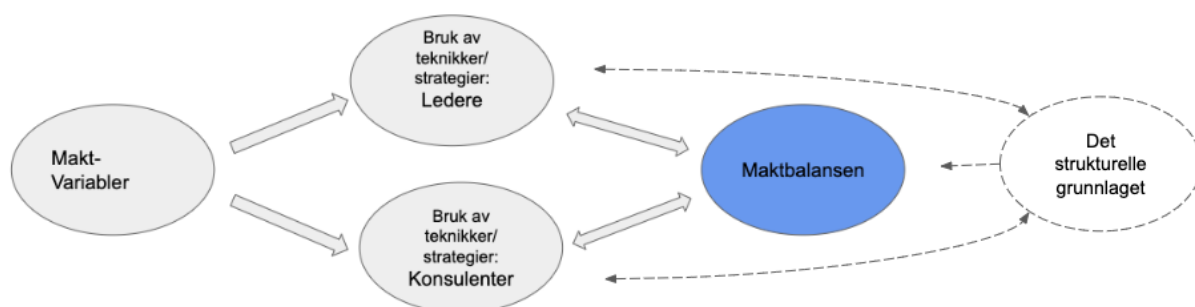 Makt-
Variabler
Bruk av
teknikker/
strategier:
Ledere
Bruk av
teknikker/
strategier:
Konsulenter
Maktbalansen
Det
strukturelle
grunnlaget